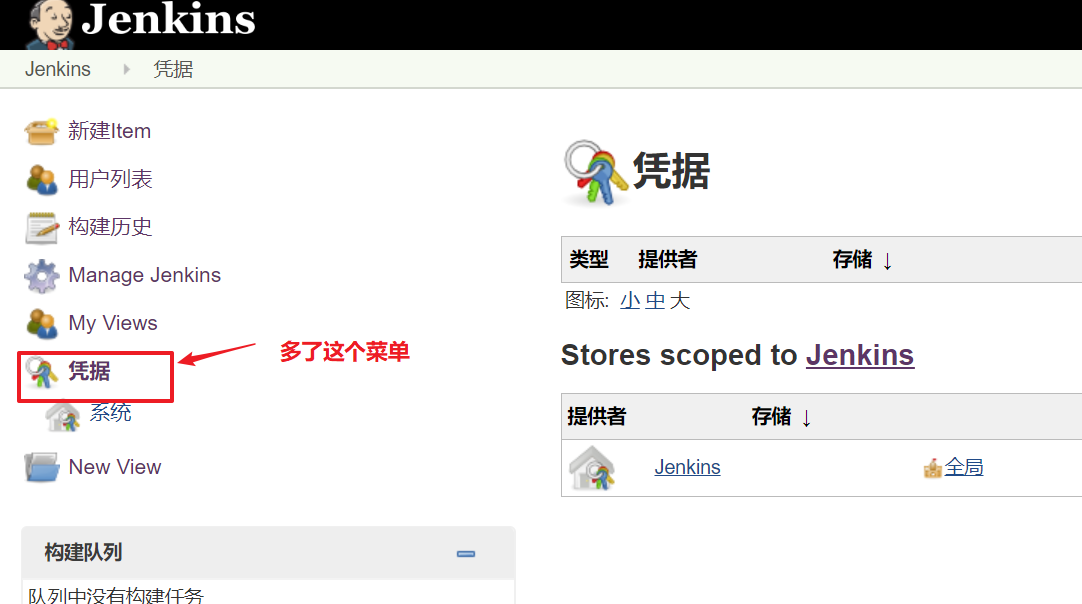 Jenkins
Jenkins 凭据
新建Item
用户列表
构建历史
Manage Jenkins
My Views
凭据
多了这个菜单
系统
New View
构建队列
队列中没有构建任务
凭据
类型 提供者 存储 ↓
图标: 小 中 大
Stores scoped to Jenkins
提供者 存储 ↓
Jenkins 全局